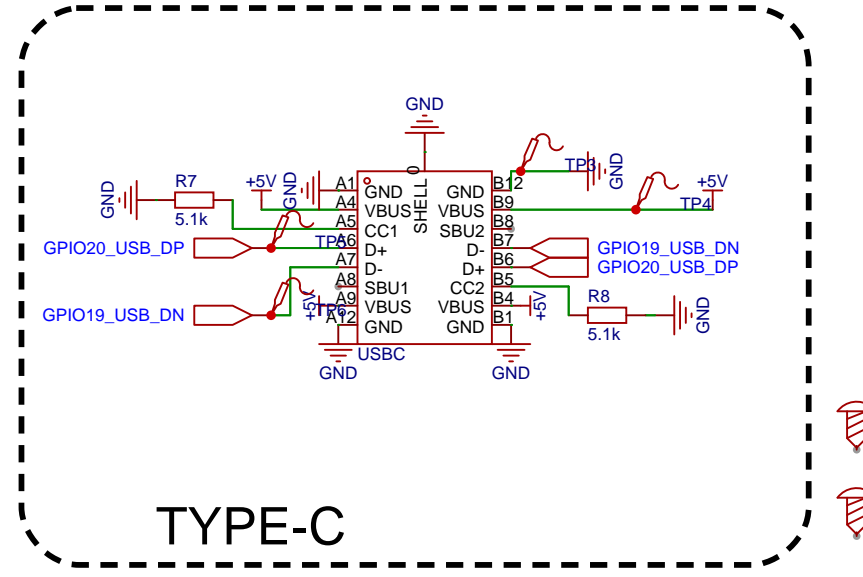 GND
TP3
GND
+5V
TP4
R7
5.1k
GND
+5V
GND
A1
A4
A5
A6
A7
A8
A9
A12
GND
VBUS
CC1
D+
D-
SBU1
VBUS
GND
SHELL
0
GND
VBUS
SBU2
D-
D+
CC2
VBUS
GND
B12
B9
B8
B7
B6
B5
B4
B1
GPIO20_USB_DP
TP5
GPIO19_USB_DN
TP6
+5V
GPIO19_USB_DN
GPIO20_USB_DP
+5V
R8
5.1k
GND
USBC
GND
GND
TYPE-C